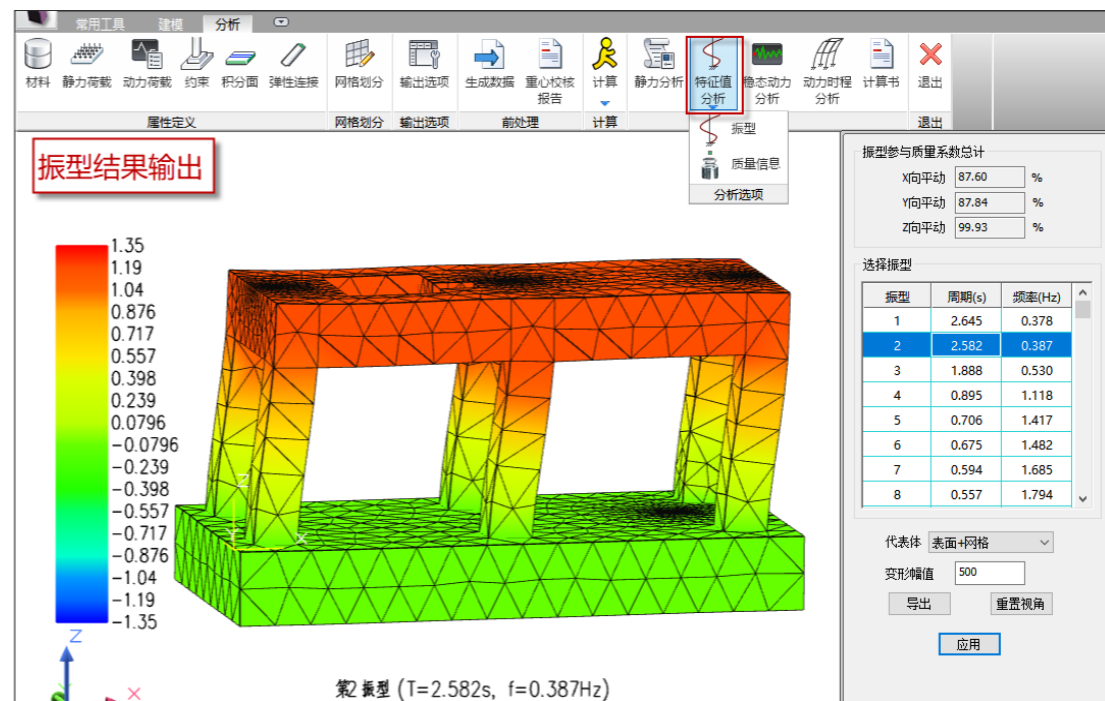 常用工具 建模 分析
材料 静力荷载 动力荷载 约束 积分面 弹性连接 网格划分 输出选项 生成数据 重心校核报告 计算 静力分析 特征值分析 稳态动力分析 动力时程分析 计算书 退出
属性定义 网格划分 输出选项 前处理 计算 退出
振型
质量信息
分析选项
振型结果输出
1.35
1.19
1.04
0.876
0.717
0.557
0.398
0.239
0.0796
-0.0796
-0.239
-0.398
-0.557
-0.717
-0.876
-1.04
-1.19
-1.35
Z
Y X
Z
X
第2 振型 (T=2.582s, f=0.387Hz)
振型参与质量系数总计
X向平动 87.60 %
Y向平动 87.84 %
Z向平动 99.93 %
选择振型
振型 周期(s) 频率(Hz)
1 2.645 0.378
2 2.582 0.387
3 1.888 0.530
4 0.895 1.118
5 0.706 1.417
6 0.675 1.482
7 0.594 1.685
8 0.557 1.794
代表体 表面+网格
变形幅值 500
导出 重置视角
应用